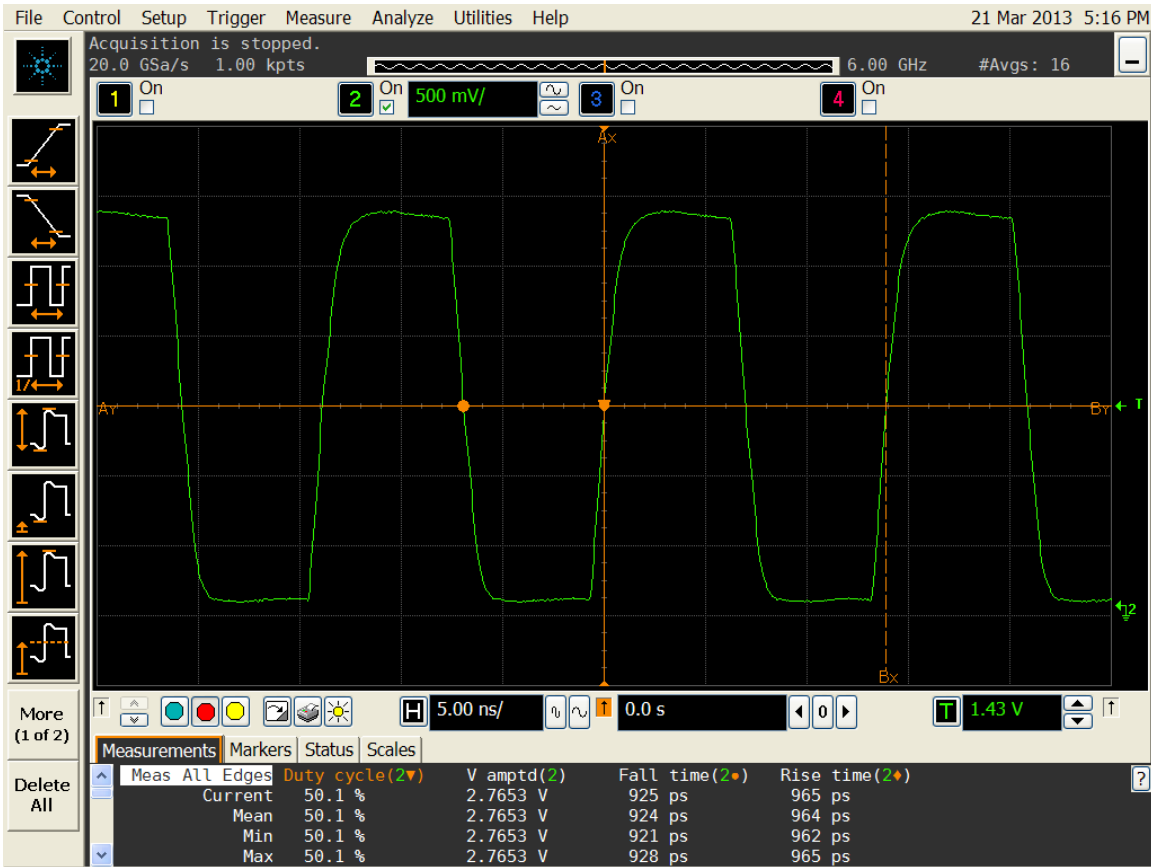 File Control Setup Trigger Measure Analyze Utilities Help 21 Mar 2013 5:16 PM
Acquisition is stopped.
20.0 GSa/s 1.00 kpts 6.00 GHz #Avgs: 16
1 On 2 On 500 mV/ 3 On 4 On
Ax
1/
AY BY T
2
Bx
More
(1 of 2)
Delete
All
H 5.00 ns/ 0.0 s 0 T 1.43 V
Measurements Markers Status Scales
Meas All Edges Duty cycle(2▼) V amptd(2) Fall time(2●) Rise time(2♦) ?
Current 50.1 % 2.7653 V 925 ps 965 ps
Mean 50.1 % 2.7653 V 924 ps 964 ps
Min 50.1 % 2.7653 V 921 ps 962 ps
Max 50.1 % 2.7653 V 928 ps 965 ps